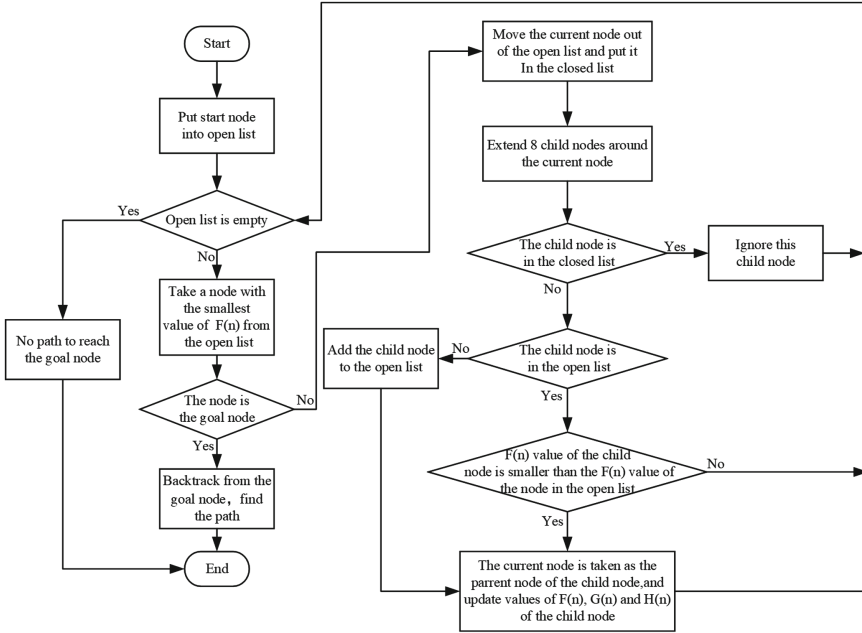 Start
Put start node
into open list
Open list is empty
Yes
No
No path to reach
the goal node
Take a node with
the smallest
value of F(n) from
the open list
The node is
the goal node
No
Yes
Backtrack from the
goal node, find
the path
End
Move the current node out
of the open list and put it
In the closed list
Extend 8 child nodes around
the current node
The child node is
in the closed list
Yes
Ignore this
child node
No
The child node is
in the open list
No
Add the child node
to the open list
Yes
F(n) value of the child
node is smaller than the F(n) value of
the node in the open list
No
Yes
The current node is taken as the
parrent node of the child node,and
update values of F(n), G(n) and H(n)
of the child node